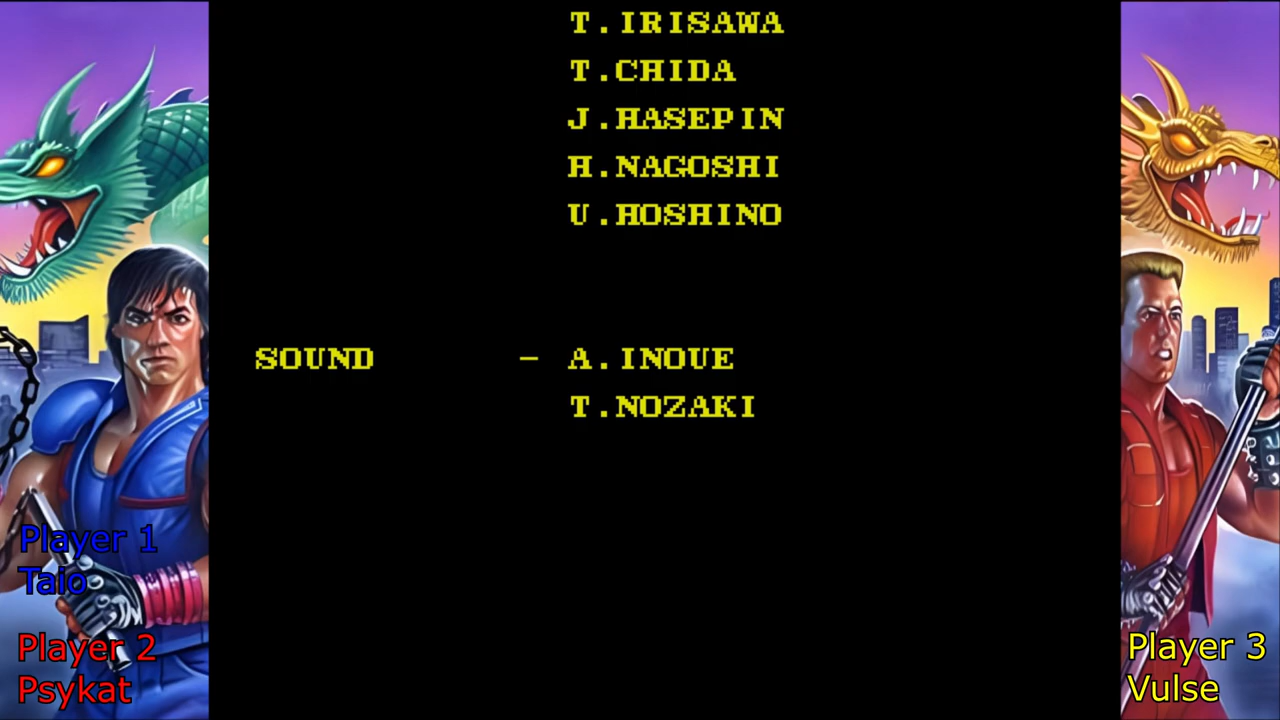 T.IRISAWA
T.CHIDA
J.HASEPIN
H.NAGOSHI
U.HOSHINO
SOUND - A.INOUE
T.NOZAKI
Player 1
Taio
Player 2
Psykat
Player 3
Vulse